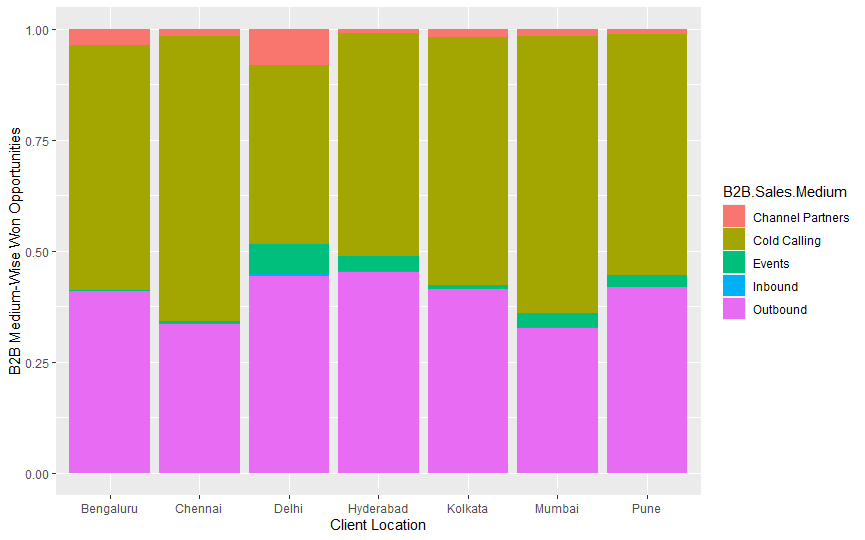 B2B Medium-Wise Won Opportunities
1.00
0.75
0.50
0.25
0.00
Bengaluru Chennai Delhi Hyderabad Kolkata Mumbai Pune
Client Location
B2B.Sales.Medium
Channel Partners
Cold Calling
Events
Inbound
Outbound